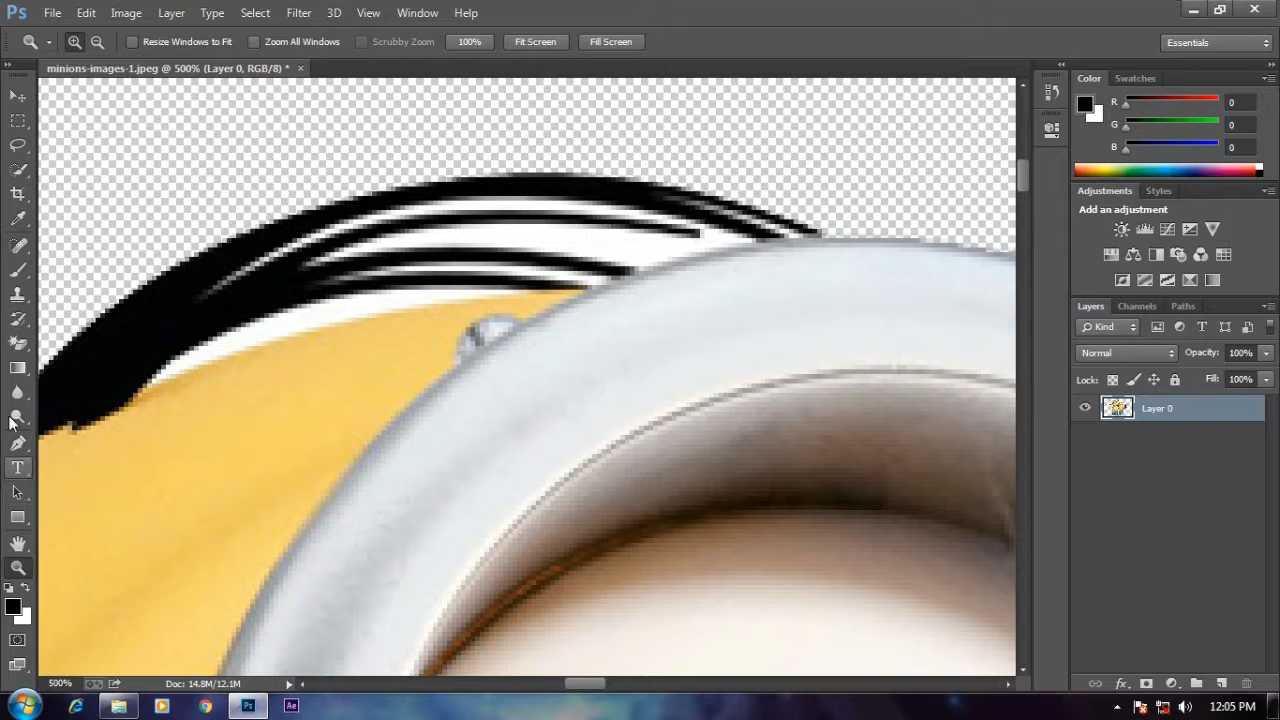 Ps File Edit Image Layer Type Select Filter 3D View Window Help
Resize Windows to Fit Zoom All Windows Scrubby Zoom 100% Fit Screen Fill Screen Essentials
minions-images-1.jpeg @ 500% (Layer 0, RGB/8) * ×
Color Swatches
R 0
G 0
B 0
Adjustments Styles
Add an adjustment
Layers Channels Paths
Kind
Normal Opacity: 100%
Lock: Fill: 100%
Layer 0
T
500% Doc: 14.8M/12.1M fx
Ps Ae 12:05 PM